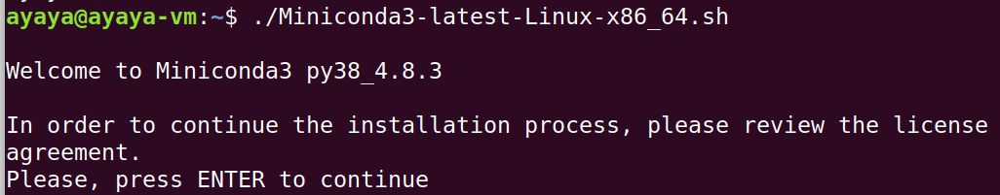 ayaya@ayaya-vm:~$ ./Miniconda3-latest-Linux-x86_64.sh
Welcome to Miniconda3 py38_4.8.3
In order to continue the installation process, please review the license
agreement.
Please, press ENTER to continue